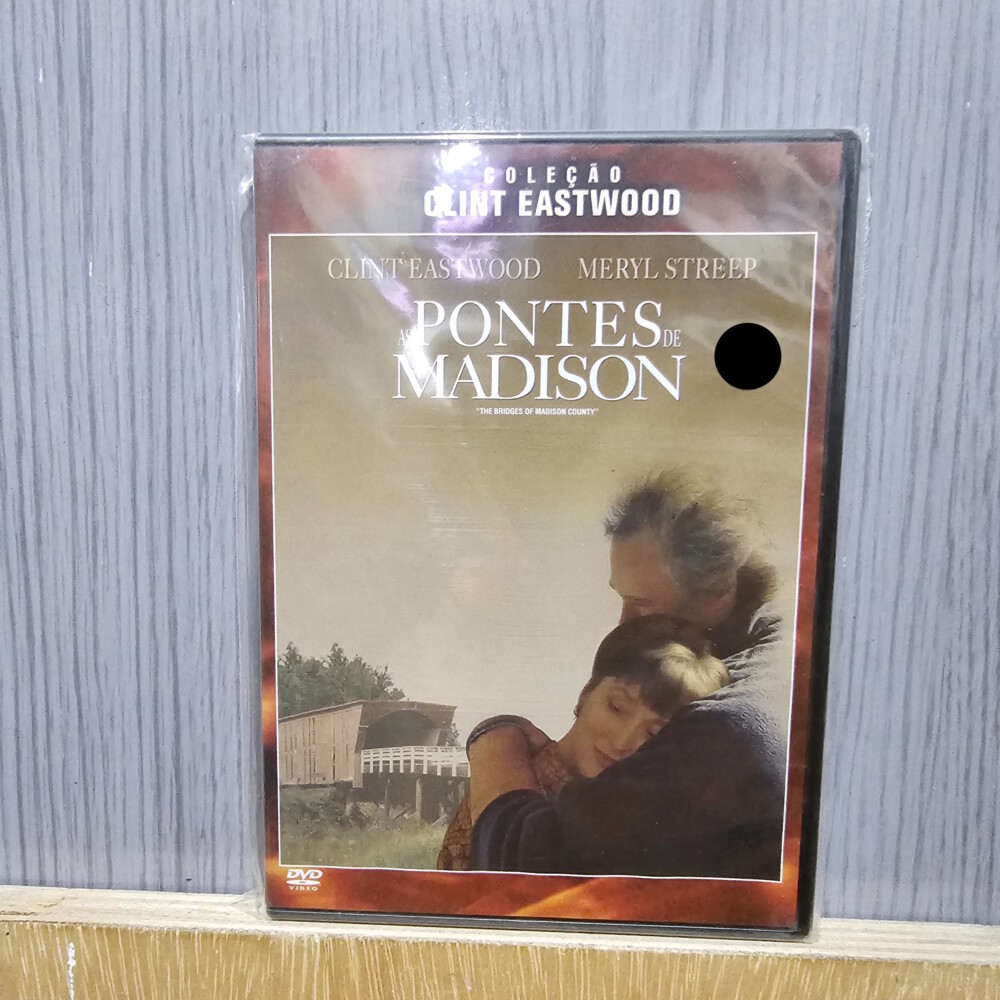 COLEÇÃO
CLINT EASTWOOD
CLINT EASTWOOD MERYL STREEP
AS PONTES DE
MADISON
"THE BRIDGES OF MADISON COUNTY"
DVD
VIDEO